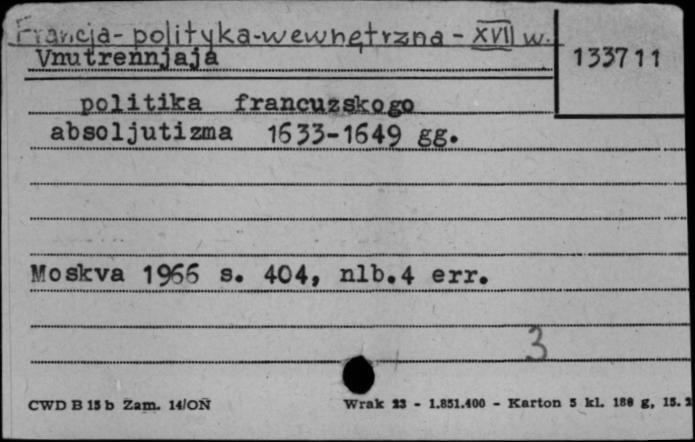 Francja - polityka - wewnętrzna - XVII w.
133711
Vnutrennjaja
politika francuzskogo
absoljutizma 1633-1649 gg.
Moskva 1966 s. 404, nlb.4 err.
3
CWD B 15 b Zam. 14/ON
Wrak 23 - 1.851.400 - Karton 5 kl. 180 g, 15.